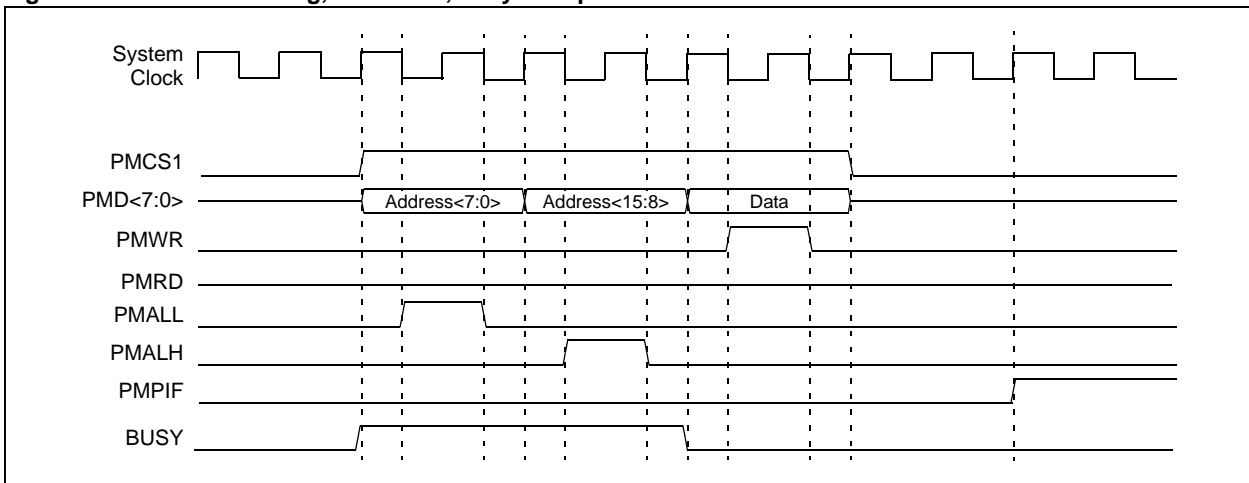 System
Clock
PMCS1
PMD<7:0>
Address<7:0> Address<15:8> Data
PMWR
PMRD
PMALL
PMALH
PMPIF
BUSY